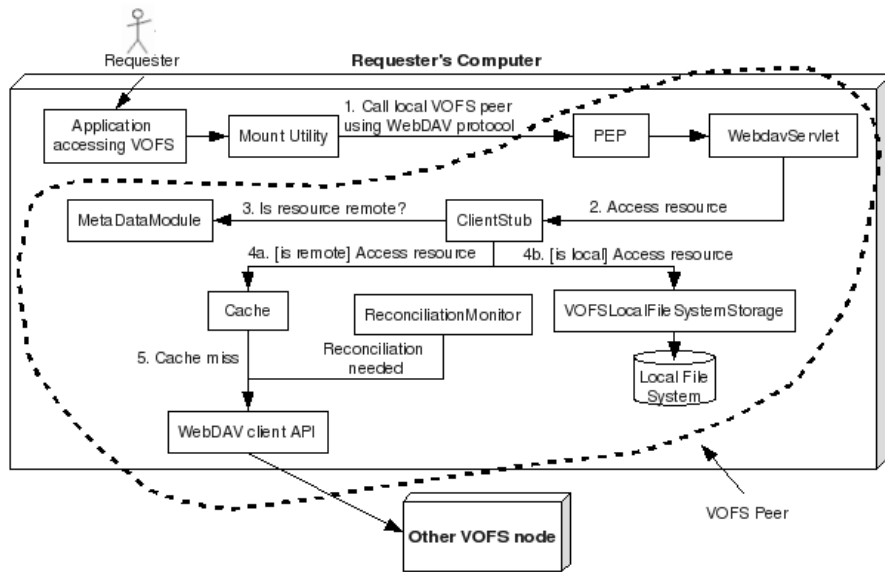 Requester
Requester's Computer
1. Call local VOFS peer
using WebDAV protocol
Application
accessing VOFS
Mount Utility
PEP
WebdavServlet
MetaDataModule
3. Is resource remote?
ClientStub
2. Access resource
4a. [is remote] Access resource
4b. [is local] Access resource
Cache
ReconciliationMonitor
VOFSLocalFileSystemStorage
5. Cache miss
Reconciliation
needed
Local File
System
WebDAV client API
VOFS Peer
Other VOFS node